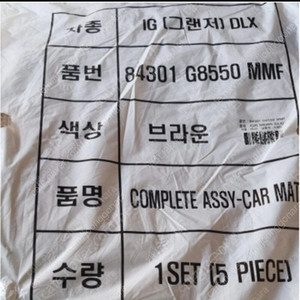 차종 IG (그랜저) DLX
품번 84301 G8550 MMF
색상 브라운
품명 COMPLETE ASSY-CAR MAT
수량 1SET (5 PIECE)